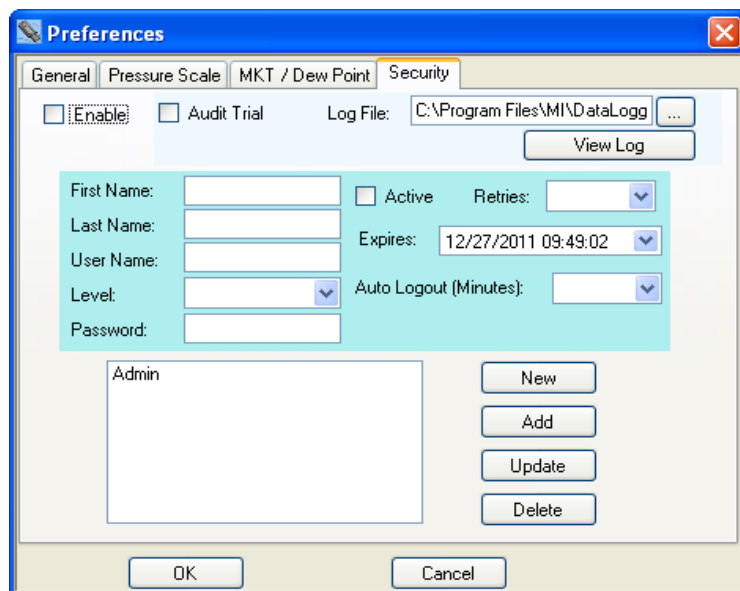 Preferences
General Pressure Scale MKT / Dew Point Security
Enable Audit Trial Log File: C:\Program Files\MI\DataLogg ...
View Log
First Name: Active Retries:
Last Name: Expires: 12/27/2011 09:49:02
User Name:
Level: Auto Logout (Minutes):
Password:
Admin New
Add
Update
Delete
OK Cancel